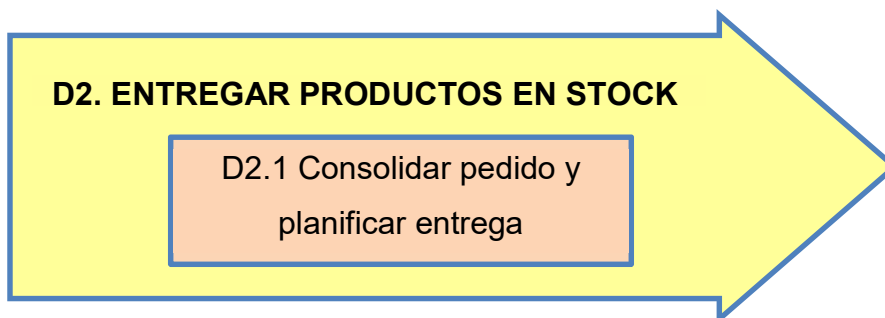 D2. ENTREGAR PRODUCTOS EN STOCK
D2.1 Consolidar pedido y
planificar entrega